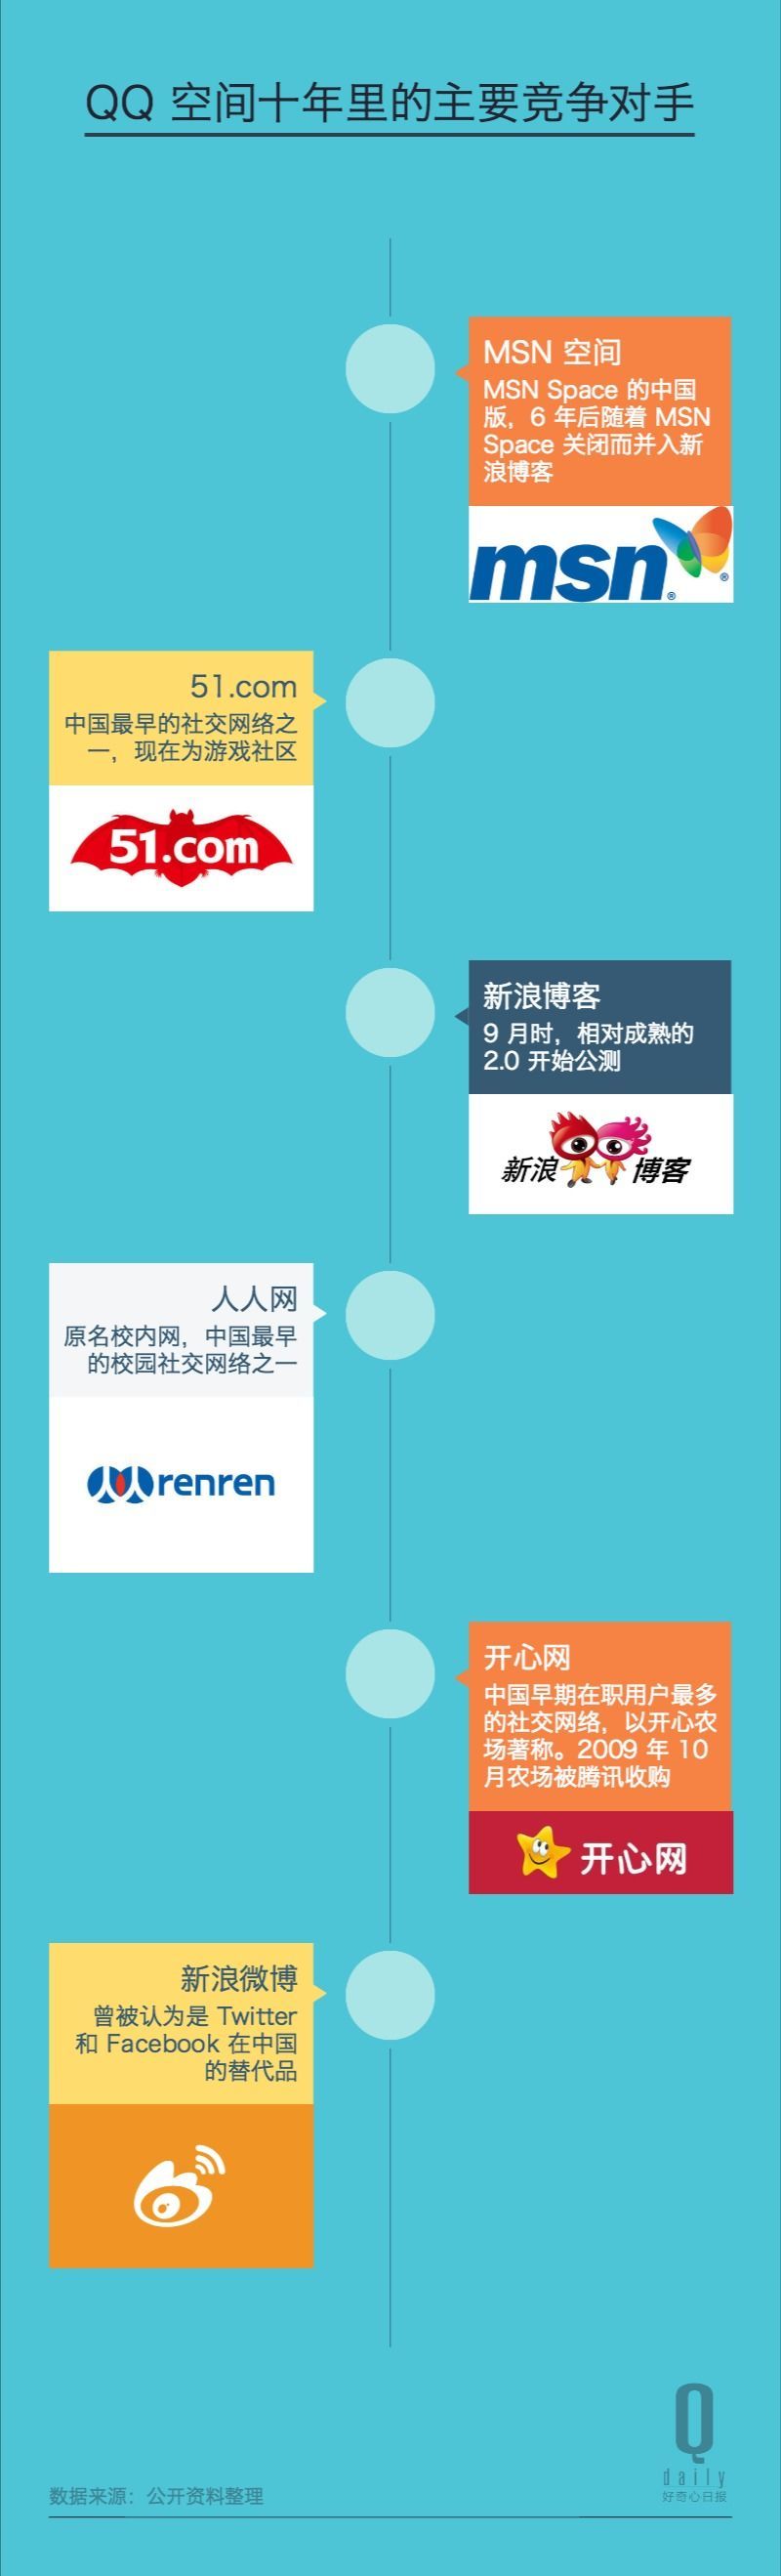 QQ 空间十年里的主要竞争对手
MSN 空间
MSN Space 的中国
版，6 年后随着 MSN
Space 关闭而并入新
浪博客
msn
51.com
中国最早的社交网络之
一，现在为游戏社区
51.com
新浪博客
9 月时，相对成熟的
2.0 开始公测
新浪 博客
人人网
原名校内网，中国最早
的校园社交网络之一
renren
开心网
中国早期在职用户最多
的社交网络，以开心农
场著称。2009 年 10
月农场被腾讯收购
开心网
新浪微博
曾被认为是 Twitter
和 Facebook 在中国
的替代品
Q
daily
好奇心日报
数据来源：公开资料整理